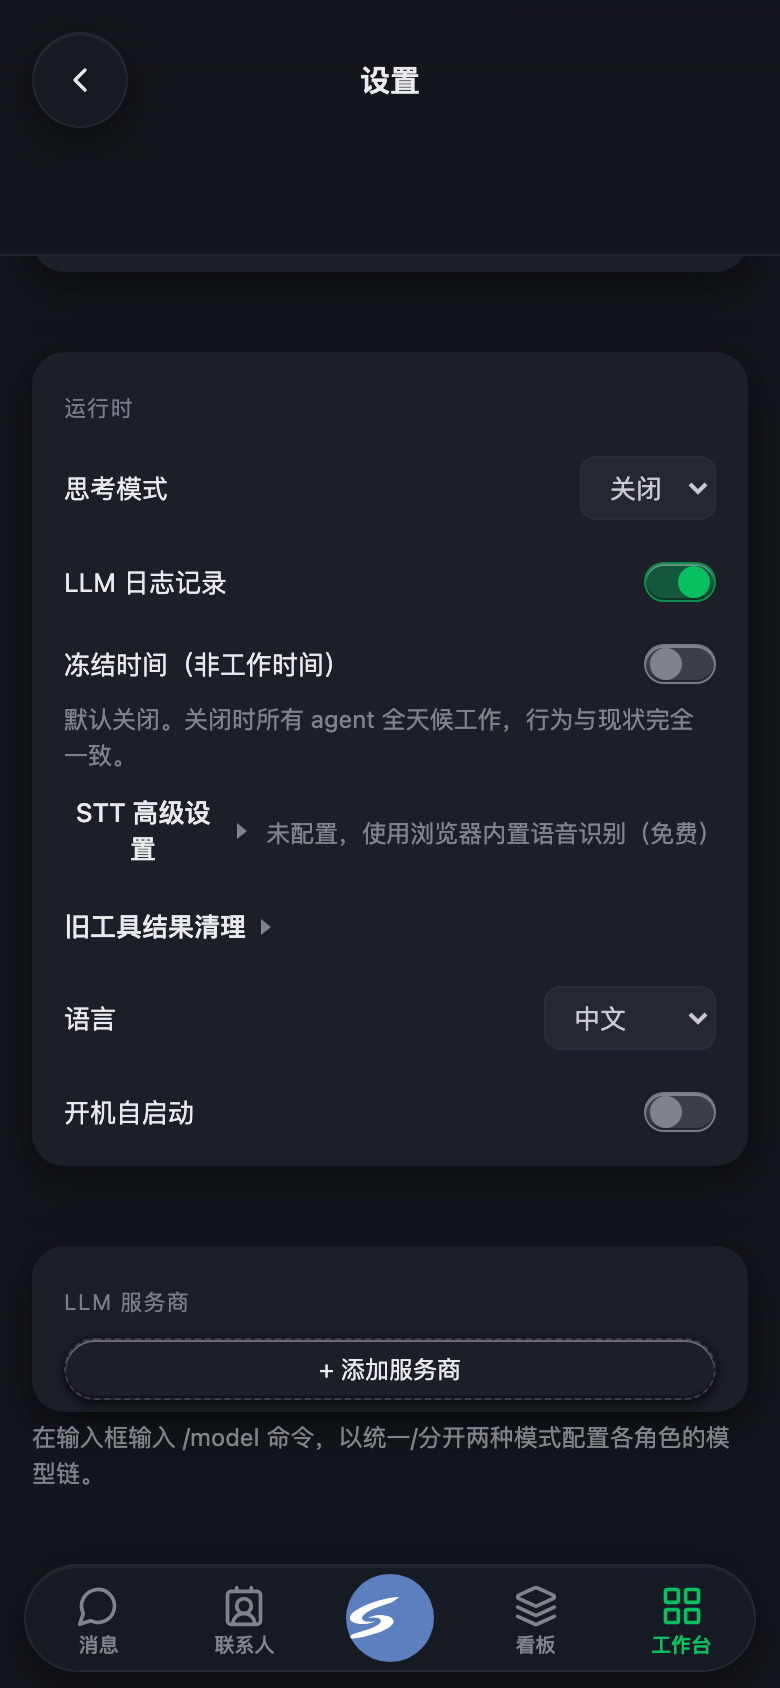 设置
运行时
思考模式
关闭
LLM 日志记录
冻结时间（非工作时间）
默认关闭。关闭时所有 agent 全天候工作，行为与现状完全
一致。
STT 高级设
置
未配置，使用浏览器内置语音识别（免费）
旧工具结果清理
语言
中文
开机自启动
LLM 服务商
+ 添加服务商
在输入框输入 /model 命令，以统一/分开两种模式配置各角色的模
型链。
消息
联系人
看板
工作台